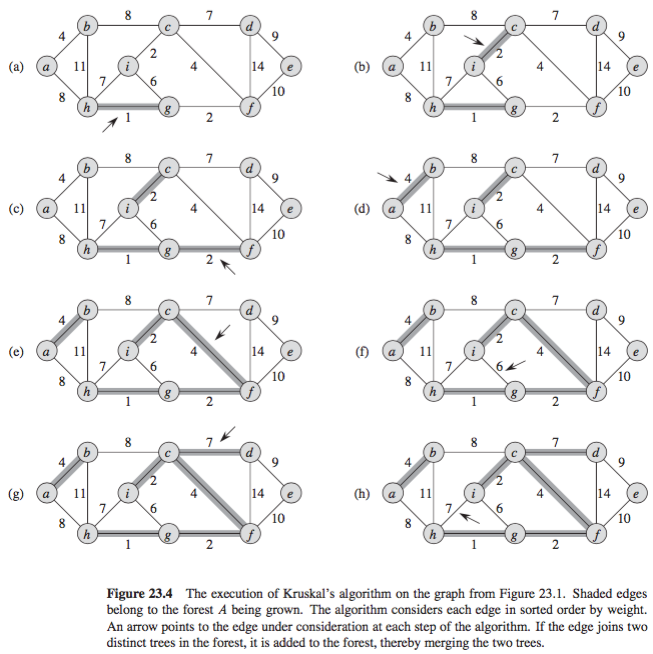 8 7 8 7
b c d b c d
4 2 9 4 2 9
(a) a 11 i 4 14 e (b) a 11 i 4 14 e
8 7 6 10 8 7 6 10
h g f h g f
1 2 1 2
8 7 8 7
b c d b c d
4 2 9 4 2 9
(c) a 11 i 4 14 e (d) a 11 i 4 14 e
8 7 6 10 8 7 6 10
h g f h g f
1 2 1 2
8 7 8 7
b c d b c d
4 2 9 4 2 9
(e) a 11 i 4 14 e (f) a 11 i 4 14 e
8 7 6 10 8 7 6 10
h g f h g f
1 2 1 2
8 7 8 7
b c d b c d
4 2 9 4 2 9
(g) a 11 i 4 14 e (h) a 11 i 4 14 e
8 7 6 10 8 7 6 10
h g f h g f
1 2 1 2
Figure 23.4 The execution of Kruskal's algorithm on the graph from Figure 23.1. Shaded edges
belong to the forest A being grown. The algorithm considers each edge in sorted order by weight.
An arrow points to the edge under consideration at each step of the algorithm. If the edge joins two
distinct trees in the forest, it is added to the forest, thereby merging the two trees.